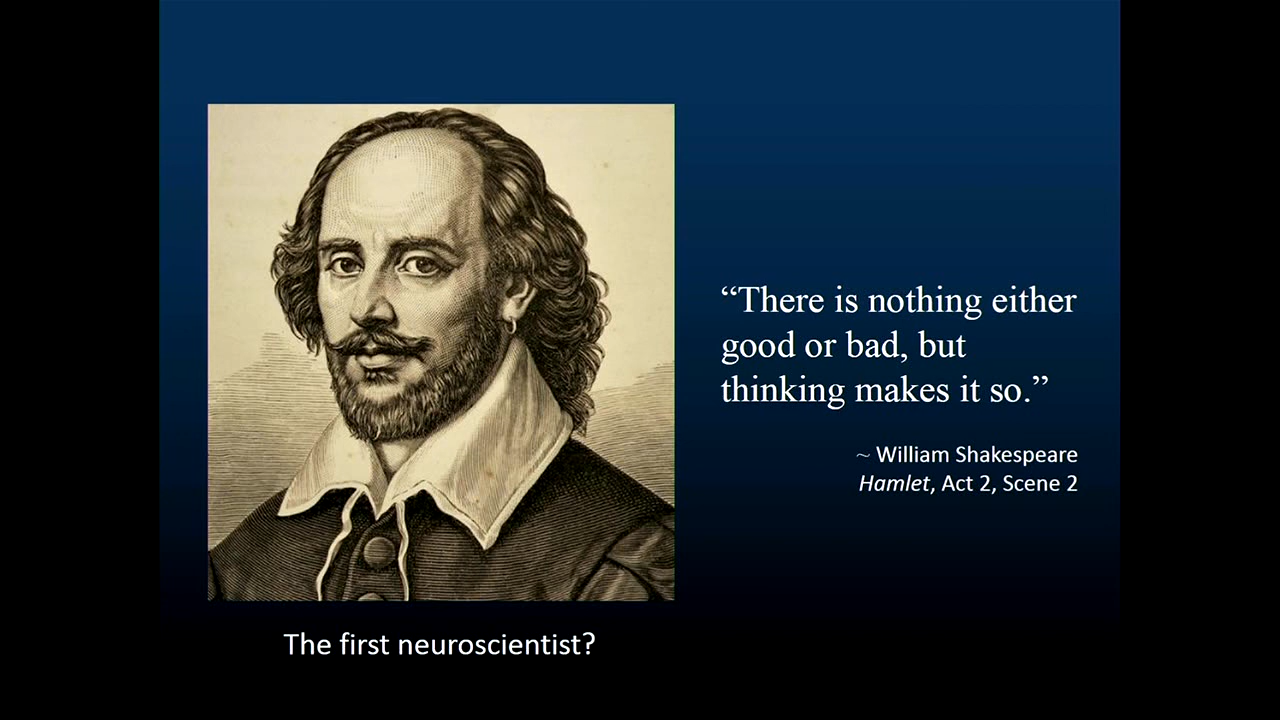 “There is nothing either
good or bad, but
thinking makes it so.”
~ William Shakespeare
Hamlet, Act 2, Scene 2
The first neuroscientist?